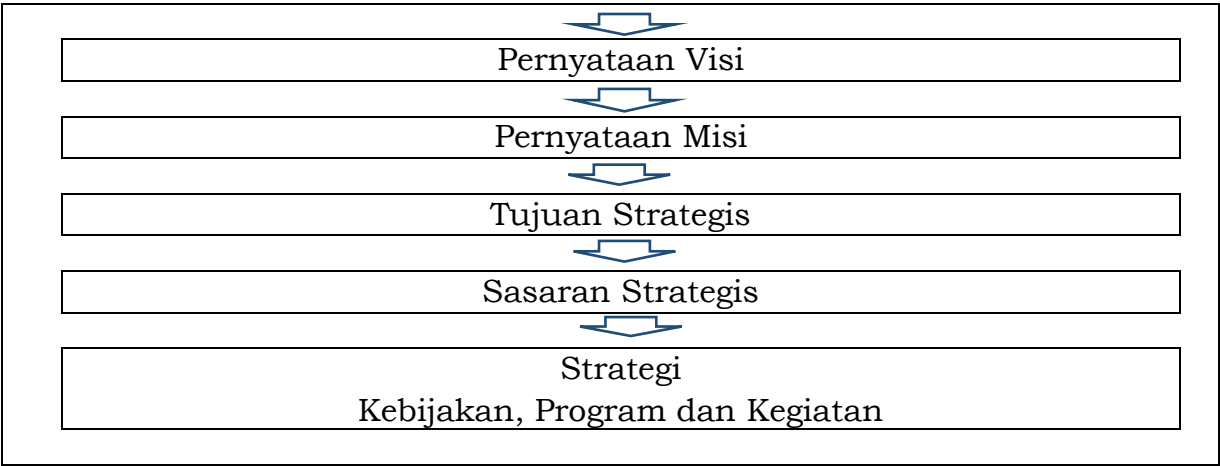 Pernyataan Visi
Pernyataan Misi
Tujuan Strategis
Sasaran Strategis
Strategi
Kebijakan, Program dan Kegiatan